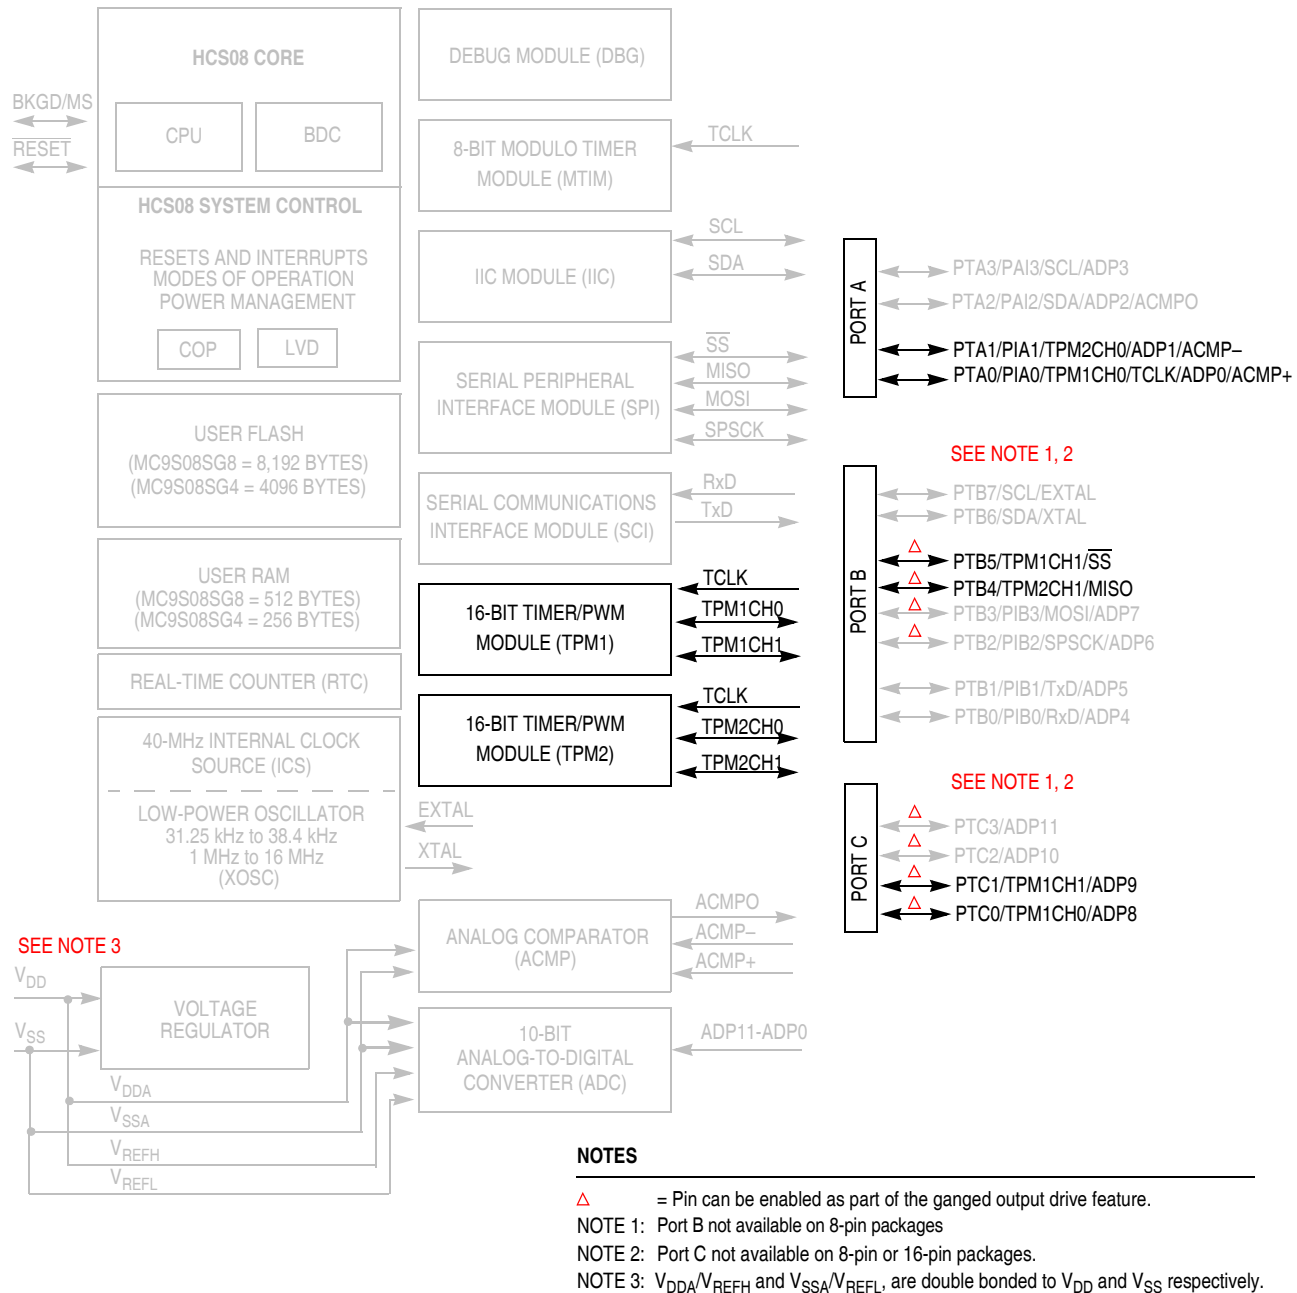 HCS08 CORE
CPU
BDC
BKGD/MS
RESET
HCS08 SYSTEM CONTROL
RESETS AND INTERRUPTS
MODES OF OPERATION
POWER MANAGEMENT
COP
LVD
USER FLASH
(MC9S08SG8 = 8,192 BYTES)
(MC9S08SG4 = 4096 BYTES)
USER RAM
(MC9S08SG8 = 512 BYTES)
(MC9S08SG4 = 256 BYTES)
REAL-TIME COUNTER (RTC)
40-MHz INTERNAL CLOCK
SOURCE (ICS)
LOW-POWER OSCILLATOR
31.25 kHz to 38.4 kHz
1 MHz to 16 MHz
(XOSC)
EXTAL
XTAL
SEE NOTE 3
VDD
VSS
VOLTAGE
REGULATOR
VDDA
VSSA
VREFH
VREFL
DEBUG MODULE (DBG)
8-BIT MODULO TIMER
MODULE (MTIM)
TCLK
IIC MODULE (IIC)
SCL
SDA
SERIAL PERIPHERAL
INTERFACE MODULE (SPI)
SS
MISO
MOSI
SPSCK
SERIAL COMMUNICATIONS
INTERFACE MODULE (SCI)
RxD
TxD
16-BIT TIMER/PWM
MODULE (TPM1)
TCLK
TPM1CH0
TPM1CH1
16-BIT TIMER/PWM
MODULE (TPM2)
TCLK
TPM2CH0
TPM2CH1
ANALOG COMPARATOR
(ACMP)
ACMPO
ACMP–
ACMP+
10-BIT
ANALOG-TO-DIGITAL
CONVERTER (ADC)
ADP11-ADP0
PORT A
PTA3/PAI3/SCL/ADP3
PTA2/PAI2/SDA/ADP2/ACMPO
PTA1/PIA1/TPM2CH0/ADP1/ACMP–
PTA0/PIA0/TPM1CH0/TCLK/ADP0/ACMP+
SEE NOTE 1, 2
PORT B
PTB7/SCL/EXTAL
PTB6/SDA/XTAL
PTB5/TPM1CH1/SS
PTB4/TPM2CH1/MISO
PTB3/PIB3/MOSI/ADP7
PTB2/PIB2/SPSCK/ADP6
PTB1/PIB1/TxD/ADP5
PTB0/PIB0/RxD/ADP4
SEE NOTE 1, 2
PORT C
PTC3/ADP11
PTC2/ADP10
PTC1/TPM1CH1/ADP9
PTC0/TPM1CH0/ADP8
NOTES
△ = Pin can be enabled as part of the ganged output drive feature.
NOTE 1: Port B not available on 8-pin packages
NOTE 2: Port C not available on 8-pin or 16-pin packages.
NOTE 3: VDDA/VREFH and VSSA/VREFL, are double bonded to VDD and VSS respectively.